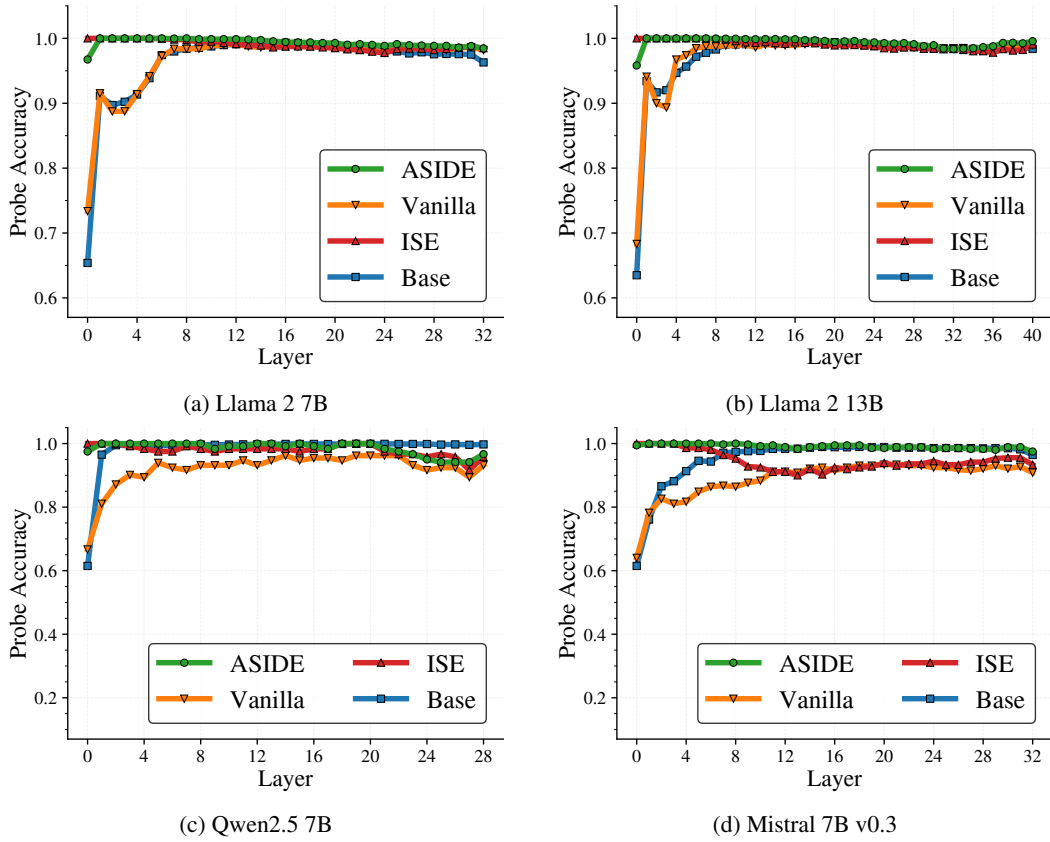 1.0
0.9
0.8
0.7
0.6
Probe Accuracy
ASIDE
Vanilla
ISE
Base
0 4 8 12 16 20 24 28 32
Layer
(a) Llama 2 7B
1.0
0.9
0.8
0.7
0.6
Probe Accuracy
ASIDE
Vanilla
ISE
Base
0 4 8 12 16 20 24 28 32 36 40
Layer
(b) Llama 2 13B
1.0
0.8
0.6
0.4
0.2
Probe Accuracy
ASIDE ISE
Vanilla Base
0 4 8 12 16 20 24 28
Layer
(c) Qwen2.5 7B
1.0
0.8
0.6
0.4
0.2
Probe Accuracy
ASIDE ISE
Vanilla Base
0 4 8 12 16 20 24 28 32
Layer
(d) Mistral 7B v0.3